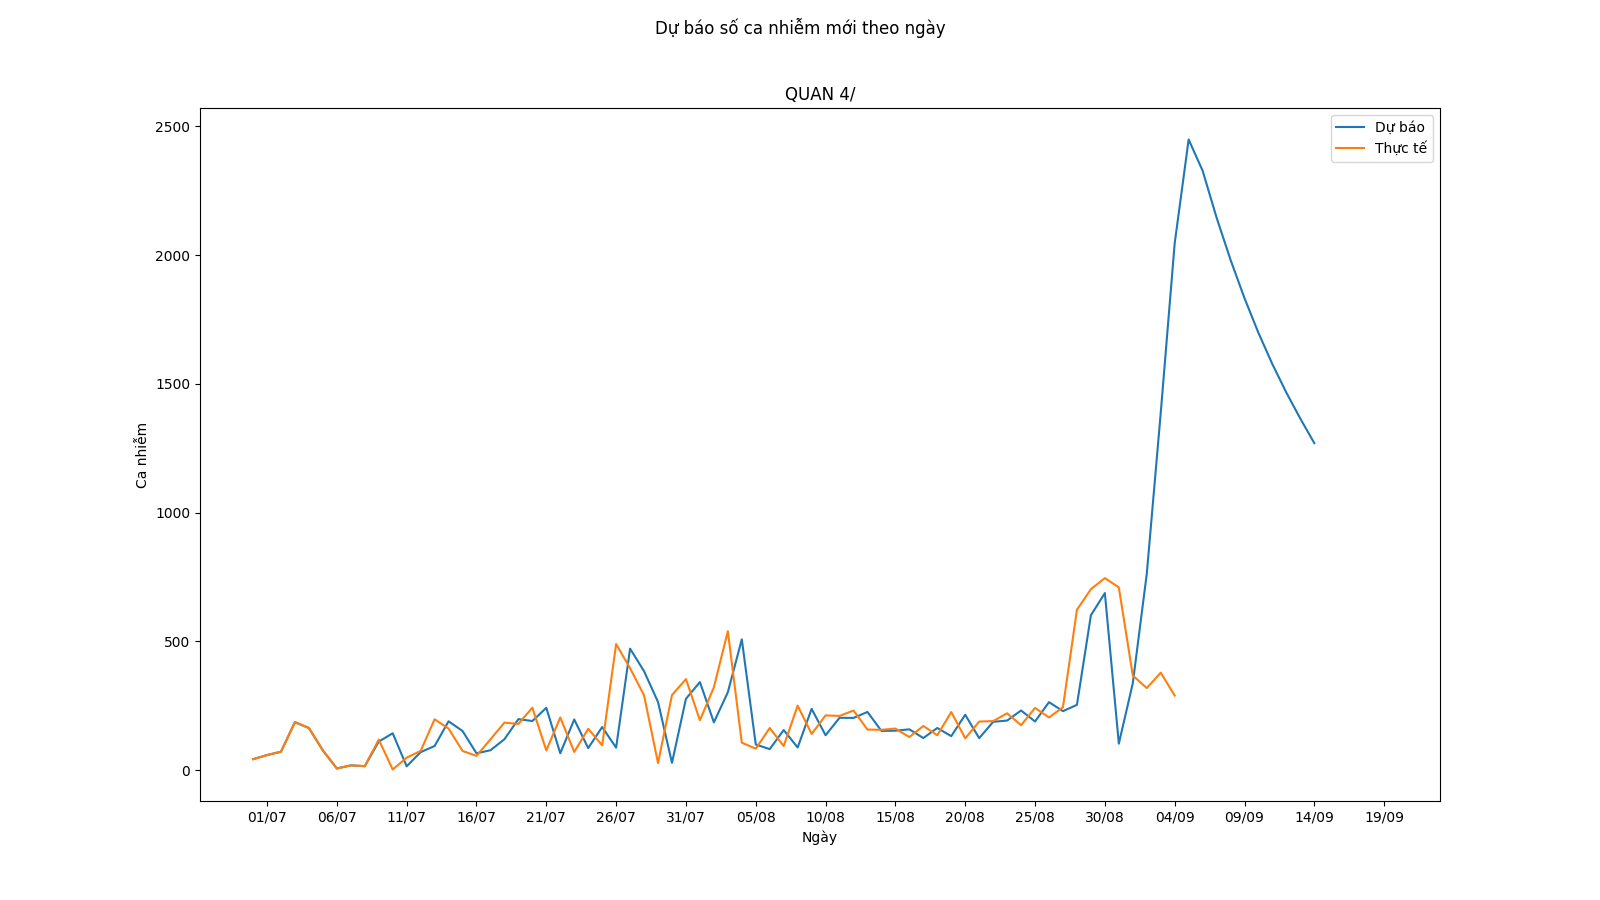 Dự báo số ca nhiễm mới theo ngày
QUAN 4/
Dự báo
Thực tế
2500
2000
1500
1000
500
0
Ca nhiễm
01/07 06/07 11/07 16/07 21/07 26/07 31/07 05/08 10/08 15/08 20/08 25/08 30/08 04/09 09/09 14/09 19/09
Ngày